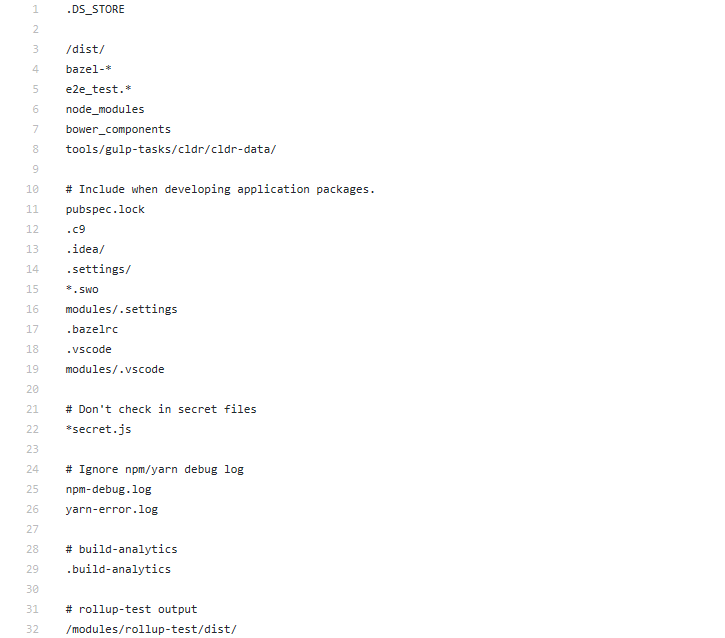 1 .DS_STORE
2
3 /dist/
4 bazel-*
5 e2e_test.*
6 node_modules
7 bower_components
8 tools/gulp-tasks/cldr/cldr-data/
9
10 # Include when developing application packages.
11 pubspec.lock
12 .c9
13 .idea/
14 .settings/
15 *.swo
16 modules/.settings
17 .bazelrc
18 .vscode
19 modules/.vscode
20
21 # Don't check in secret files
22 *secret.js
23
24 # Ignore npm/yarn debug log
25 npm-debug.log
26 yarn-error.log
27
28 # build-analytics
29 .build-analytics
30
31 # rollup-test output
32 /modules/rollup-test/dist/